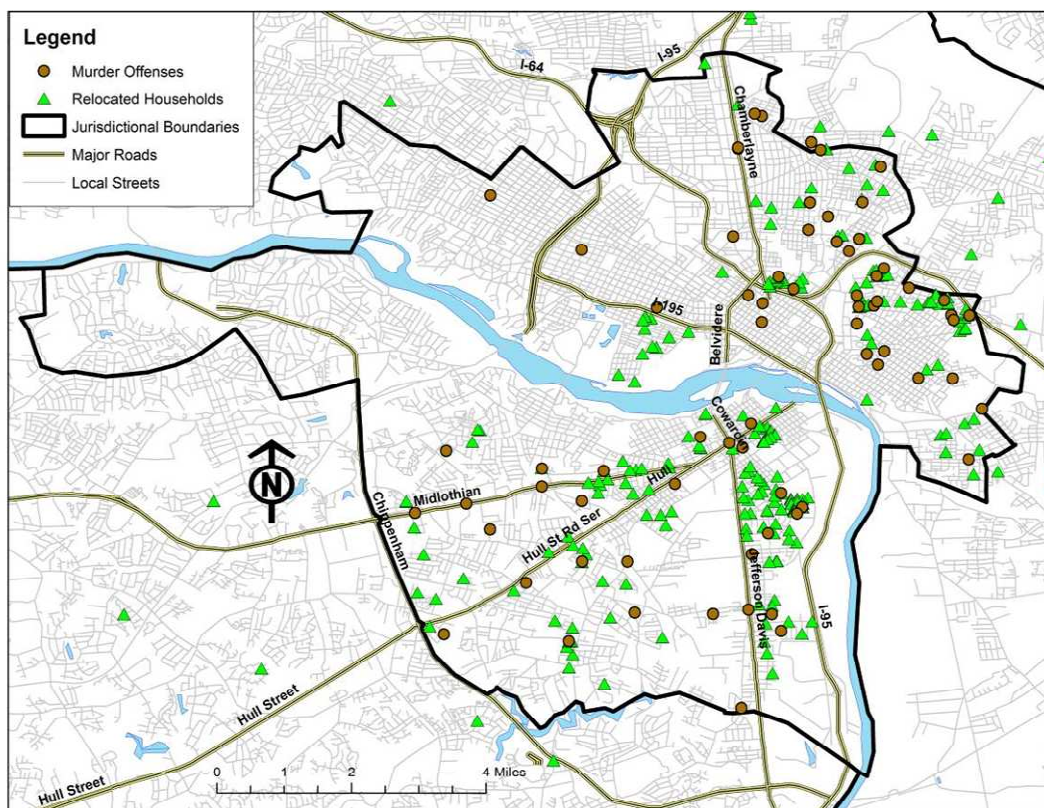 Legend
Murder Offenses
Relocated Households
Jurisdictional Boundaries
Major Roads
Local Streets
I-64
I-95
Chamberlayne
I-195
Belvidere
Cowardin
Hull
Midlothian
Chippenham
Hull St Rd Ser
Jefferson Davis
I-95
N
Hull Street
Hull Street
0 1 2 4 Miles